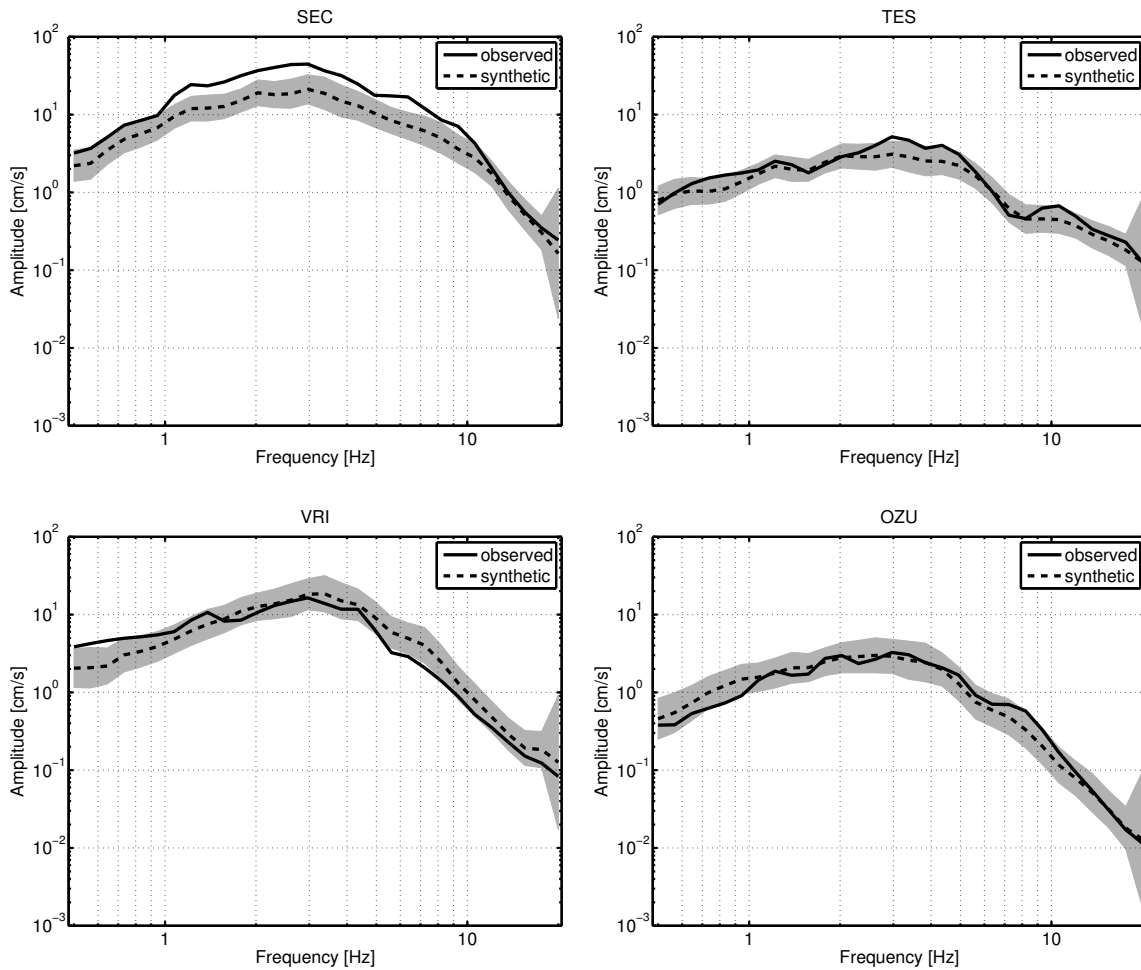 SEC
10^2
10^1
10^0
10^−1
10^−2
10^−3
Amplitude [cm/s]
observed
synthetic
1
10
Frequency [Hz]
TES
10^2
10^1
10^0
10^−1
10^−2
10^−3
Amplitude [cm/s]
observed
synthetic
1
10
Frequency [Hz]
VRI
10^2
10^1
10^0
10^−1
10^−2
10^−3
Amplitude [cm/s]
observed
synthetic
1
10
Frequency [Hz]
OZU
10^2
10^1
10^0
10^−1
10^−2
10^−3
Amplitude [cm/s]
observed
synthetic
1
10
Frequency [Hz]